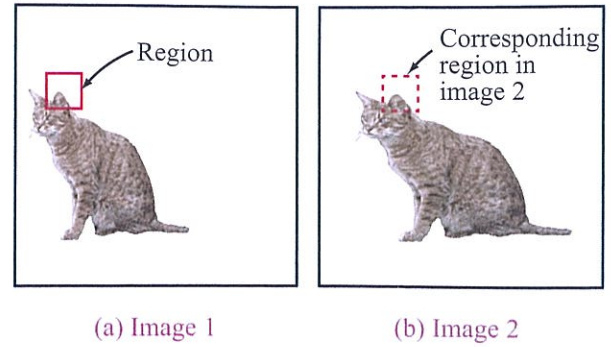 Region
Corresponding
region in
image 2
(a) Image 1
(b) Image 2